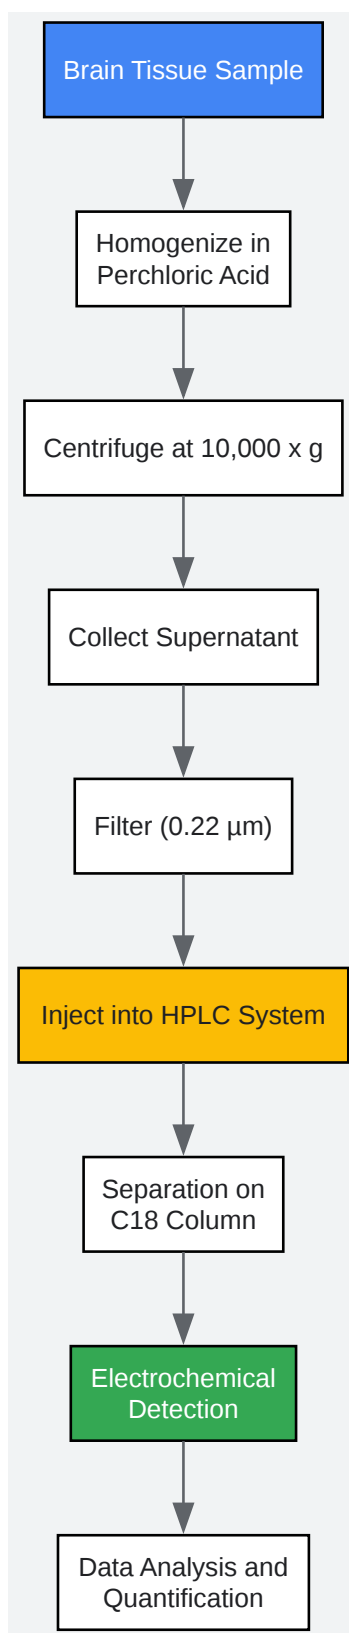 Brain Tissue Sample
Homogenize in
Perchloric Acid
Centrifuge at 10,000 x g
Collect Supernatant
Filter (0.22 µm)
Inject into HPLC System
Separation on
C18 Column
Electrochemical
Detection
Data Analysis and
Quantification